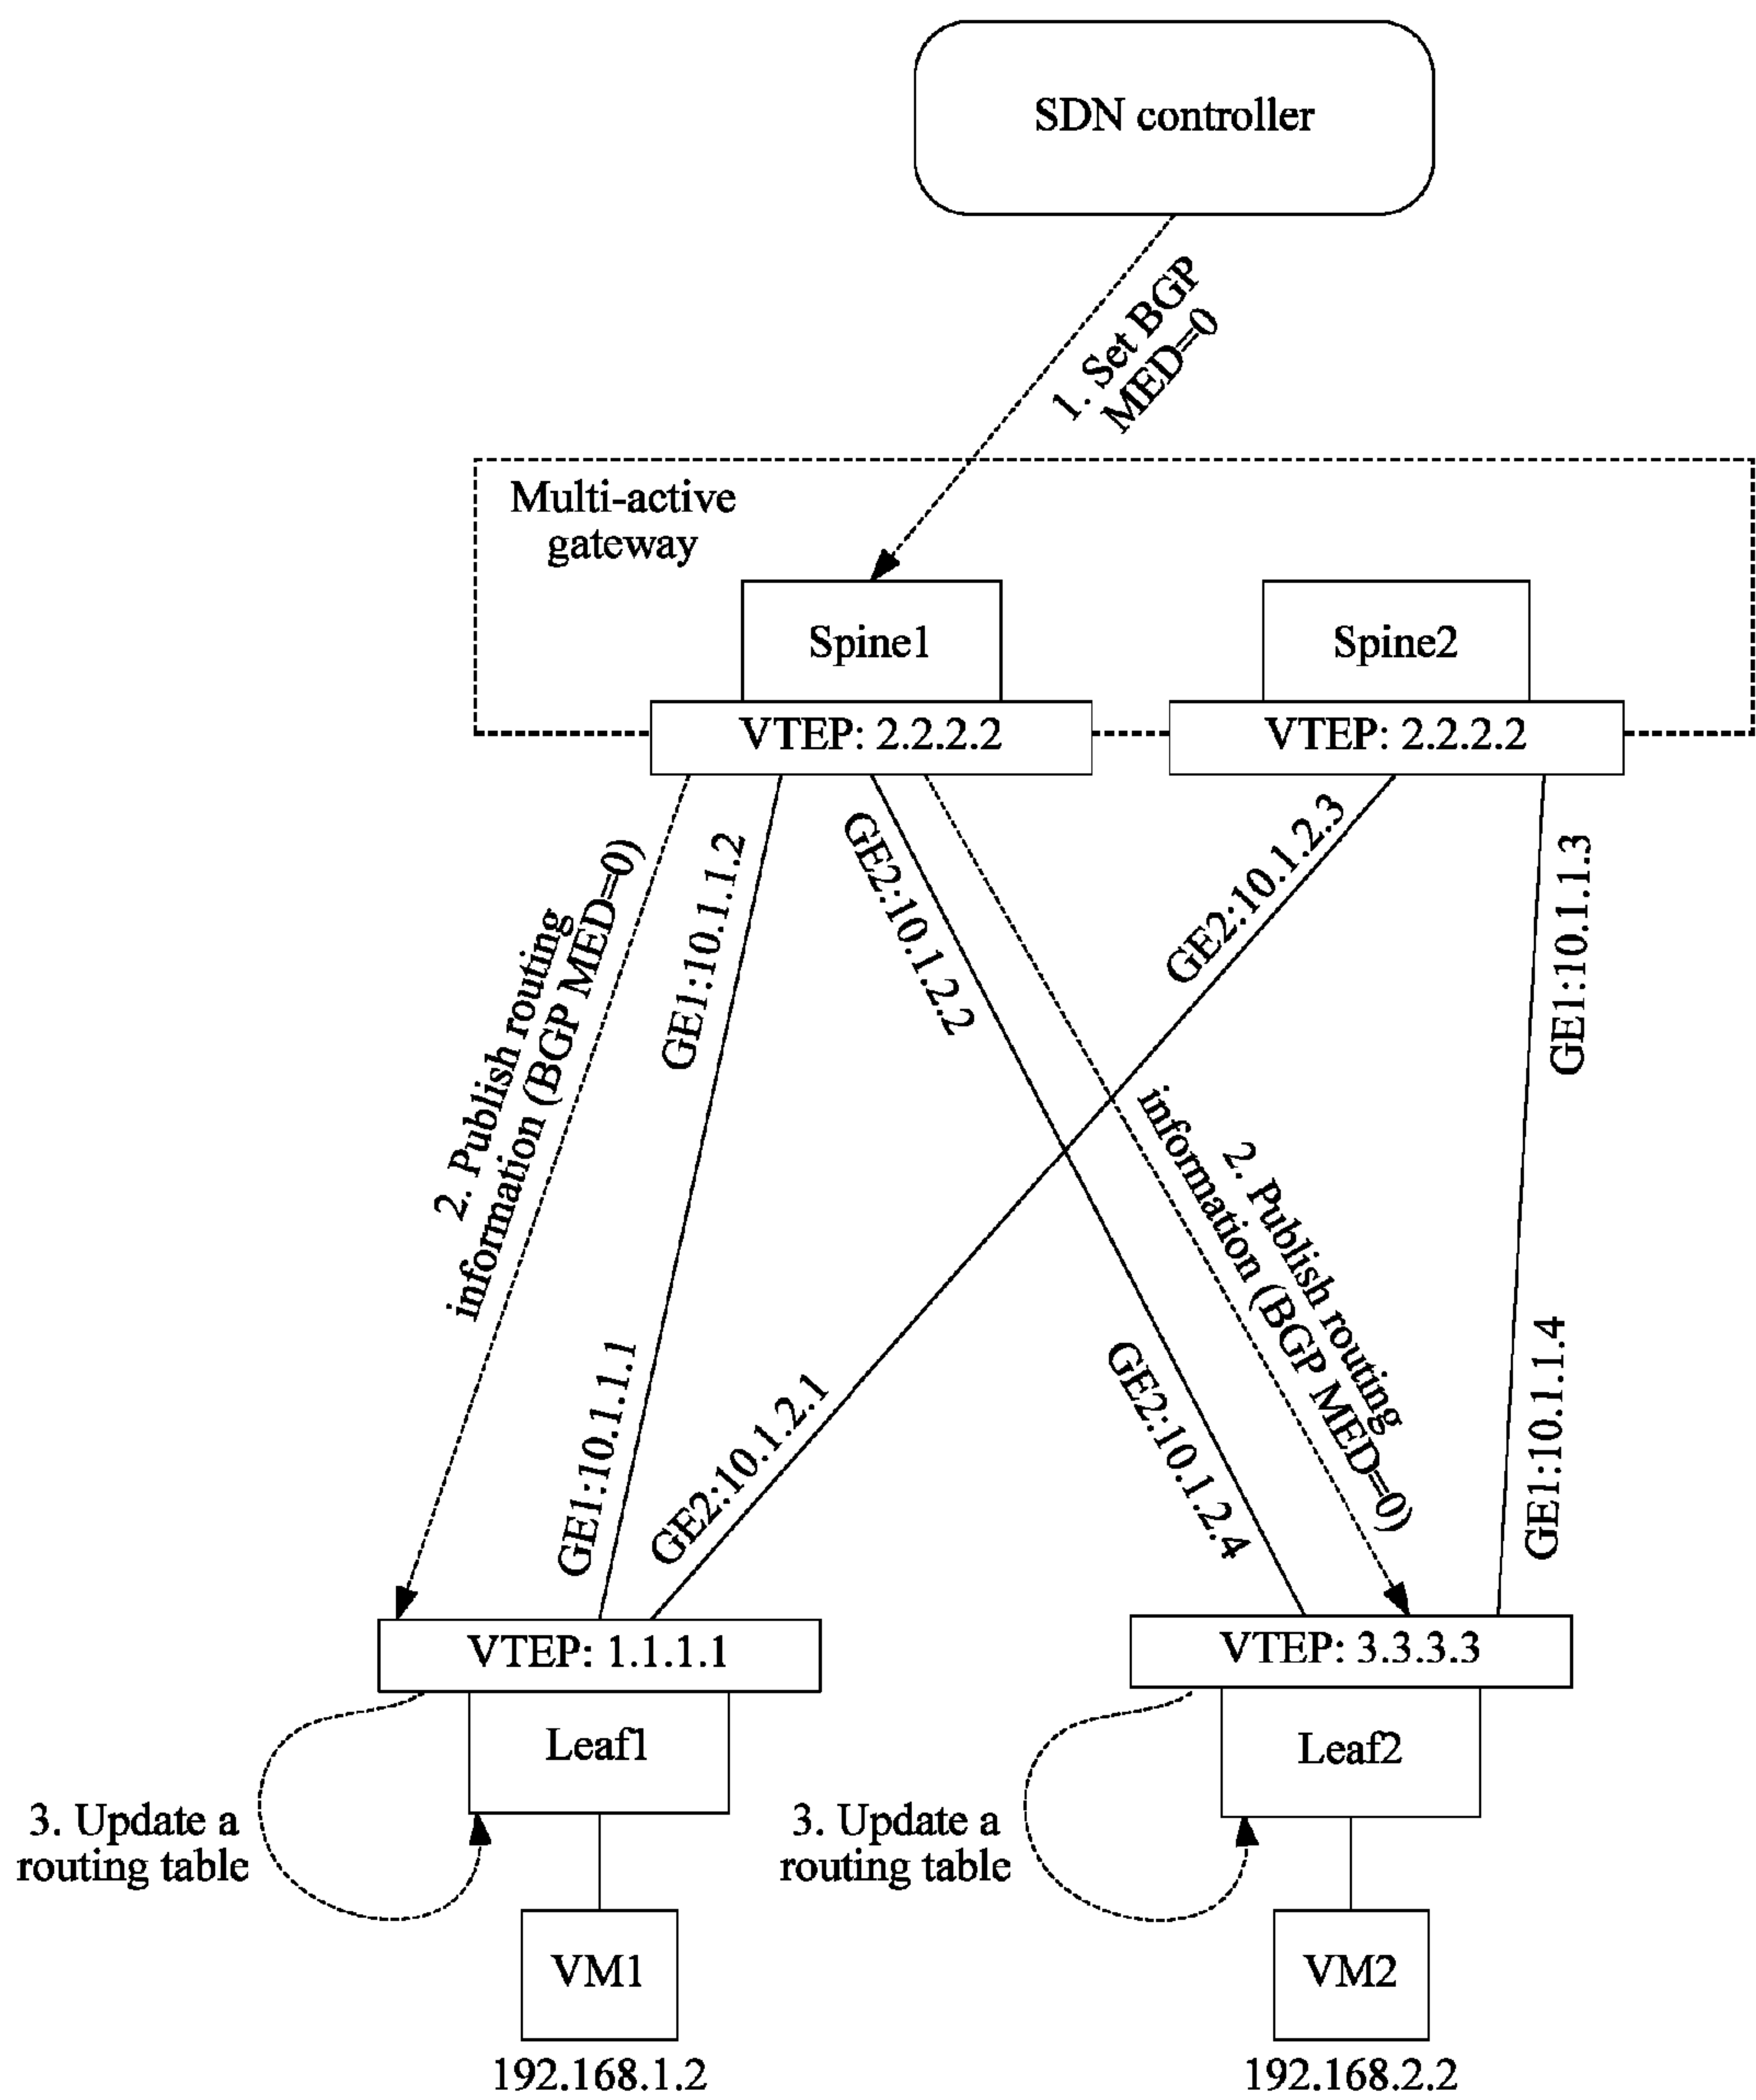 SDN controller
1. Set BGP
MED=0
Multi-active
gateway
Spine1
Spine2
VTEP: 2.2.2.2
VTEP: 2.2.2.2
2. Publish routing
information (BGP MED=0)
GE1:10.1.1.2
GE2:10.1.2.2
GE2:10.1.2.3
GE1:10.1.1.3
2. Publish routing
information (BGP MED=0)
GE1:10.1.1.1
GE2:10.1.2.1
GE2:10.1.2.4
GE1:10.1.1.4
VTEP: 1.1.1.1
VTEP: 3.3.3.3
Leaf1
Leaf2
3. Update a
routing table
3. Update a
routing table
VM1
VM2
192.168.1.2
192.168.2.2